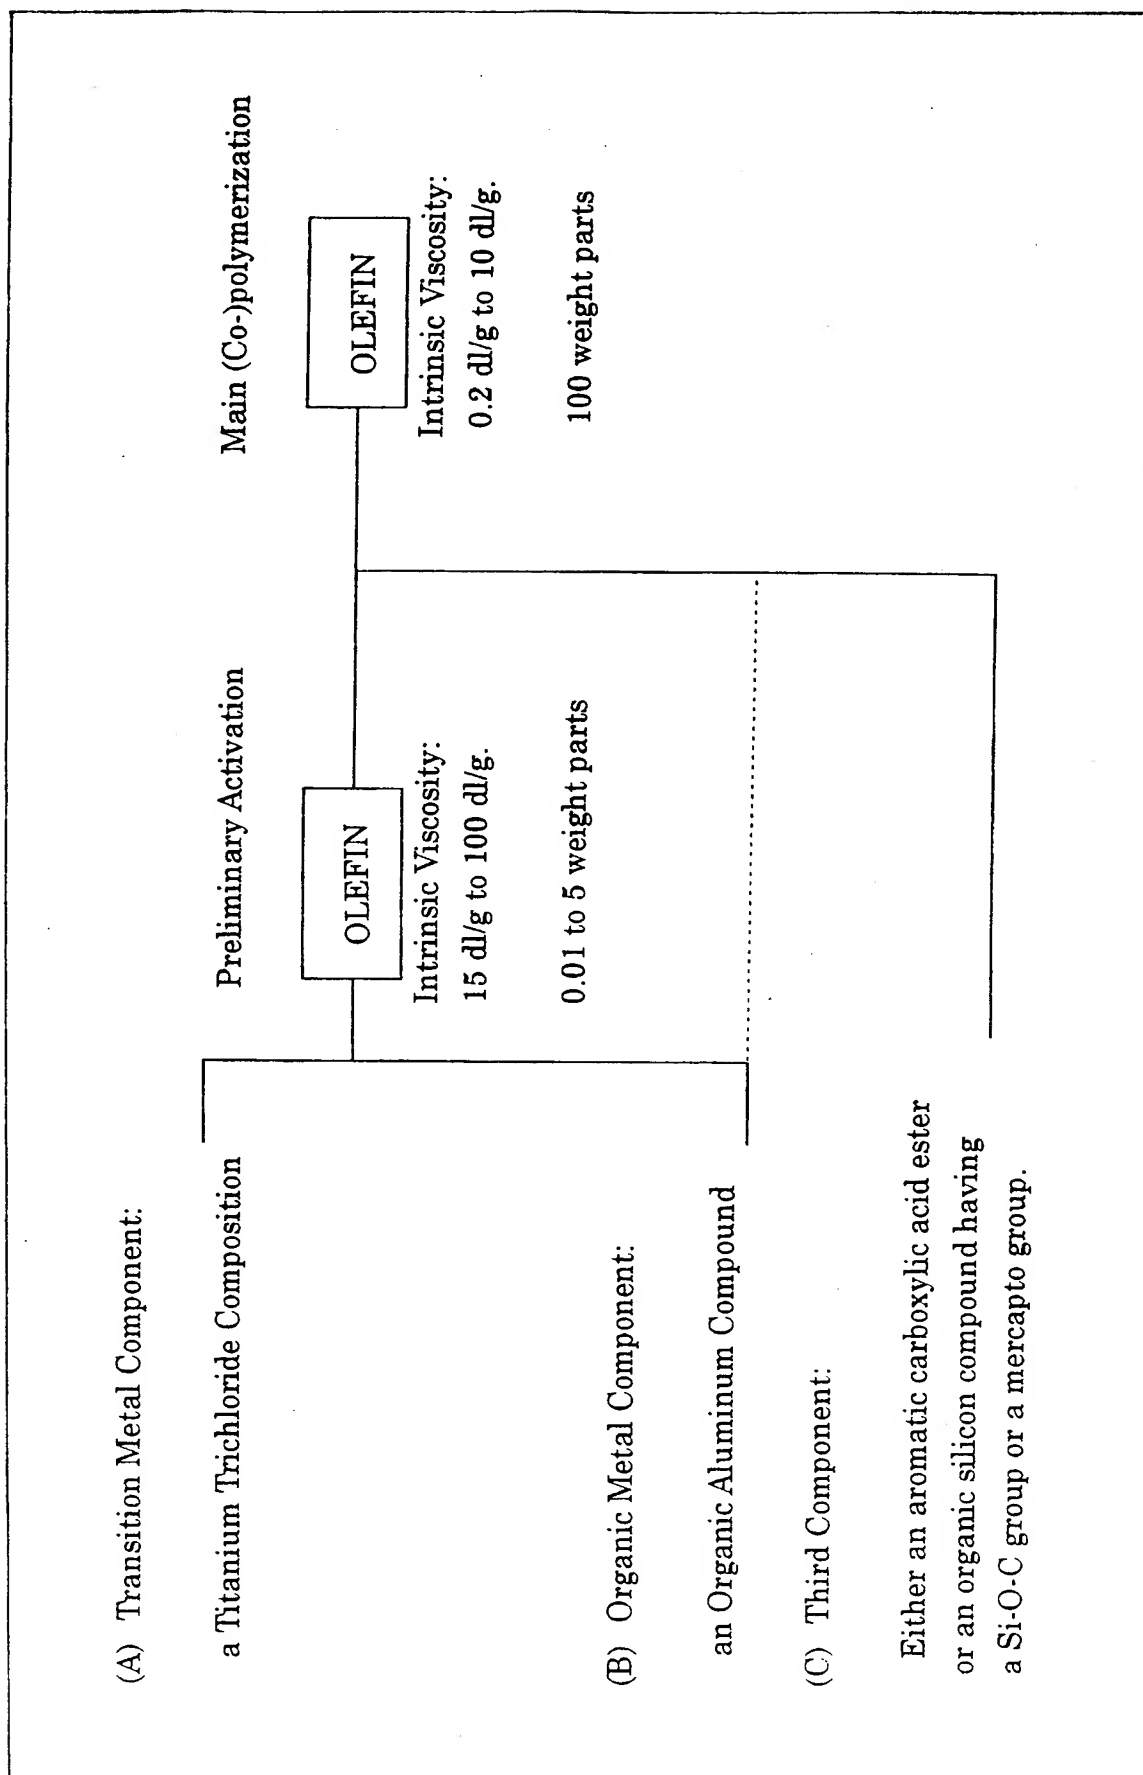 (A) Transition Metal Component:
a Titanium Trichloride Composition
(B) Organic Metal Component:
an Organic Aluminum Compound
(C) Third Component:
Either an aromatic carboxylic acid ester
or an organic silicon compound having
a Si-O-C group or a mercapto group.
Preliminary Activation
OLEFIN
Intrinsic Viscosity:
15 dl/g to 100 dl/g.
0.01 to 5 weight parts
Main (Co-)polymerization
OLEFIN
Intrinsic Viscosity:
0.2 dl/g to 10 dl/g.
100 weight parts